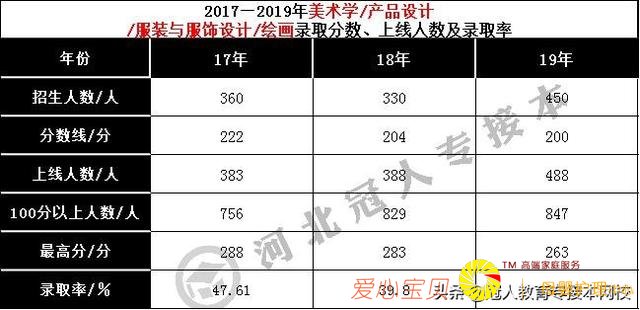 2017—2019年美术学/产品设计
/服装与服饰设计/绘画录取分数、上线人数及录取率
年份 17年 18年 19年
招生人数/人 360 330 450
分数线/分 222 204 200
上线人数/人 383 388 488
100分以上人数/人 756 829 847
最高分/分 288 283 263
录取率/% 47.61 39.8
河北冠人专接本
TM 高端家庭服务
爱心宝贝
头条 冠人教育专接本网校